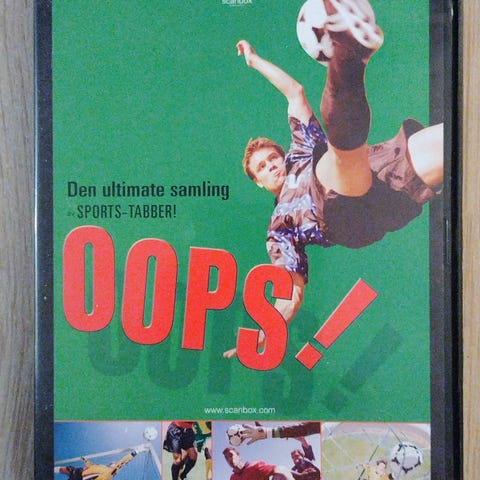 scanbox
Den ultimate samling
av SPORTS-TABBER!
OOPS!
www.scanbox.com